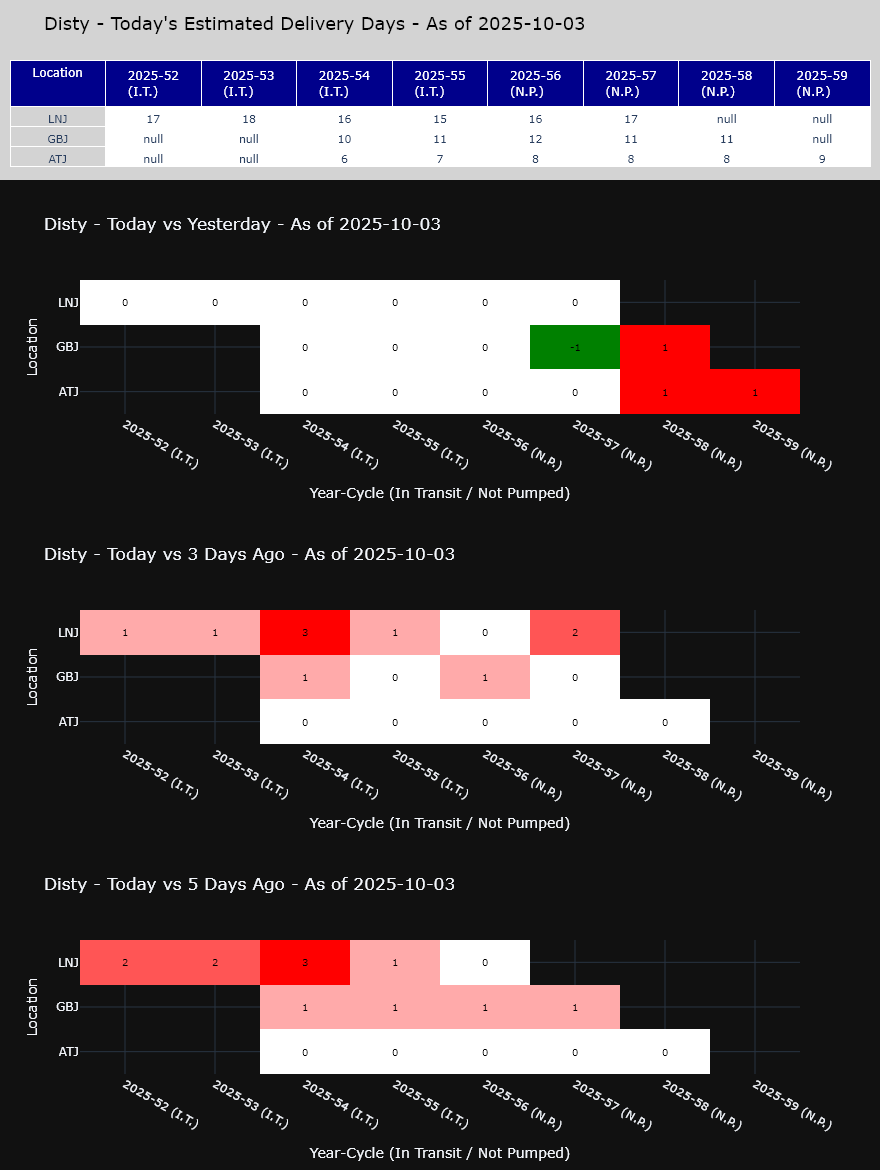 Disty - Today's Estimated Delivery Days - As of 2025-10-03
Location 2025-52 (I.T.) 2025-53 (I.T.) 2025-54 (I.T.) 2025-55 (I.T.) 2025-56 (N.P.) 2025-57 (N.P.) 2025-58 (N.P.) 2025-59 (N.P.)
LNJ 17 18 16 15 16 17 null null
GBJ null null 10 11 12 11 11 null
ATJ null null 6 7 8 8 8 9
Disty - Today vs Yesterday - As of 2025-10-03
Location
LNJ 0 0 0 0 0 0
GBJ 0 0 0 -1 1
ATJ 0 0 0 0 1 1
2025-52 (I.T.) 2025-53 (I.T.) 2025-54 (I.T.) 2025-55 (I.T.) 2025-56 (N.P.) 2025-57 (N.P.) 2025-58 (N.P.) 2025-59 (N.P.)
Year-Cycle (In Transit / Not Pumped)
Disty - Today vs 3 Days Ago - As of 2025-10-03
Location
LNJ 1 1 3 1 0 2
GBJ 1 0 1 0
ATJ 0 0 0 0 0
2025-52 (I.T.) 2025-53 (I.T.) 2025-54 (I.T.) 2025-55 (I.T.) 2025-56 (N.P.) 2025-57 (N.P.) 2025-58 (N.P.) 2025-59 (N.P.)
Year-Cycle (In Transit / Not Pumped)
Disty - Today vs 5 Days Ago - As of 2025-10-03
Location
LNJ 2 2 3 1 0
GBJ 1 1 1 1
ATJ 0 0 0 0 0
2025-52 (I.T.) 2025-53 (I.T.) 2025-54 (I.T.) 2025-55 (I.T.) 2025-56 (N.P.) 2025-57 (N.P.) 2025-58 (N.P.) 2025-59 (N.P.)
Year-Cycle (In Transit / Not Pumped)